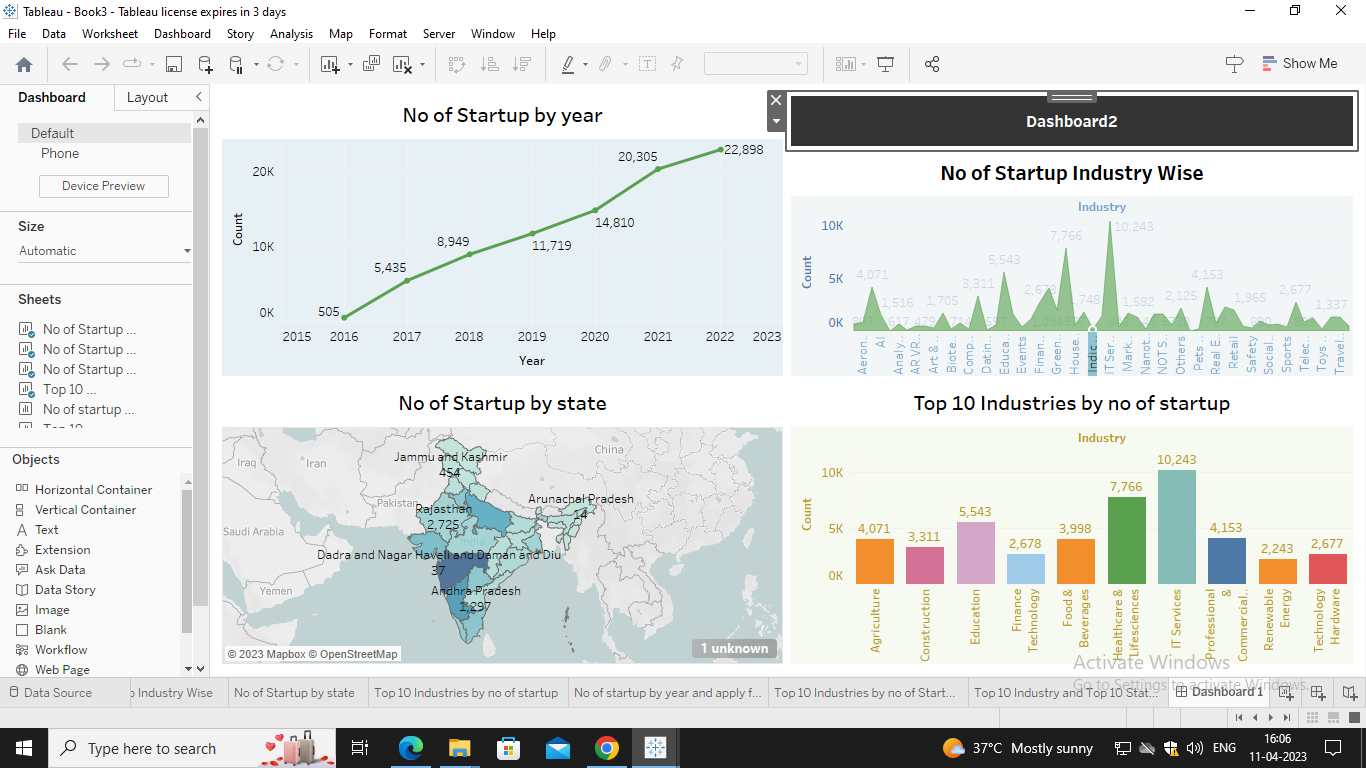 Tableau - Book3 - Tableau license expires in 3 days
File Data Worksheet Dashboard Story Analysis Map Format Server Window Help
Show Me
Dashboard Layout
Default
Phone
Device Preview
Size
Automatic
Sheets
No of Startup ...
No of Startup ...
No of Startup ...
Top 10 ...
No of startup ...
Objects
Horizontal Container
Vertical Container
Text
Extension
Ask Data
Data Story
Image
Blank
Workflow
Web Page
No of Startup by year
Count
20K
10K
0K
505
5,435
8,949
11,719
14,810
20,305
22,898
2015 2016 2017 2018 2019 2020 2021 2022 2023
Year
Dashboard2
No of Startup Industry Wise
Industry
Count
10K
5K
0K
4,071
1,516
617
479
1,705
3,311
5,543
7,766
1,748
10,243
1,582
2,125
4,153
1,965
2,677
1,337
Aeron..
AI
Analy..
AR VR..
Art & ..
Biote..
Comp..
Datin..
Educa..
Events
Finan..
Green..
House..
Indic ..
IT Ser..
Mark..
Nanot..
NOT S..
Others
Pets ..
Real E..
Retail
Safety
Social..
Sports
Telec..
Toys ..
Travel..
No of Startup by state
Iraq
Iran
China
Pakistan
Saudi Arabia
Yemen
India
Jammu and Kashmir
454
Arunachal Pradesh
14
Rajasthan
2,725
Dadra and Nagar Haveli and Daman and Diu
37
Andhra Pradesh
1,297
© 2023 Mapbox © OpenStreetMap
1 unknown
Top 10 Industries by no of startup
Industry
Count
10K
5K
0K
4,071
3,311
5,543
2,678
3,998
7,766
10,243
4,153
2,243
2,677
Agriculture
Construction
Education
Finance Technology
Food & Beverages
Healthcare & Lifesciences
IT Services
Professional & Commercial..
Renewable Energy
Technology Hardware
Activate Windows
Go to Settings to activate Windows.
Data Source
Industry Wise
No of Startup by state
Top 10 Industries by no of startup
No of startup by year and apply f...
Top 10 Industries by no of Start...
Top 10 Industry and Top 10 Stat...
Dashboard 1
Type here to search
37°C Mostly sunny
ENG
16:06
11-04-2023